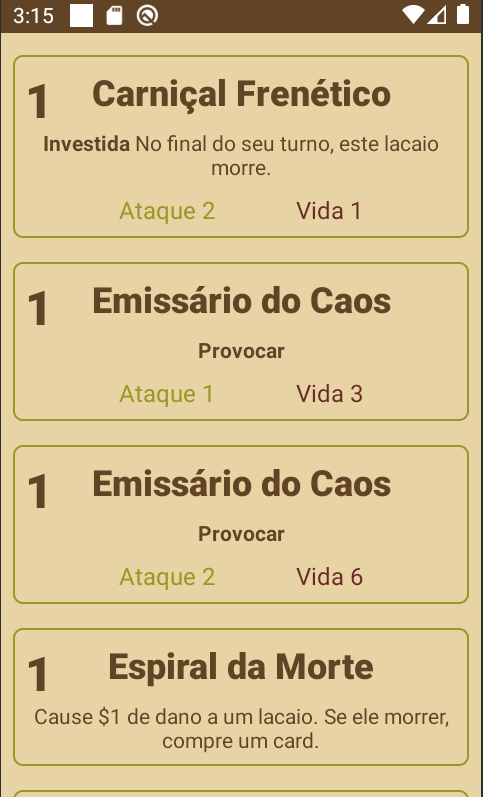 3:15
1 Carniçal Frenético
Investida No final do seu turno, este lacaio
morre.
Ataque 2 Vida 1
1 Emissário do Caos
Provocar
Ataque 1 Vida 3
1 Emissário do Caos
Provocar
Ataque 2 Vida 6
1 Espiral da Morte
Cause $1 de dano a um lacaio. Se ele morrer,
compre um card.